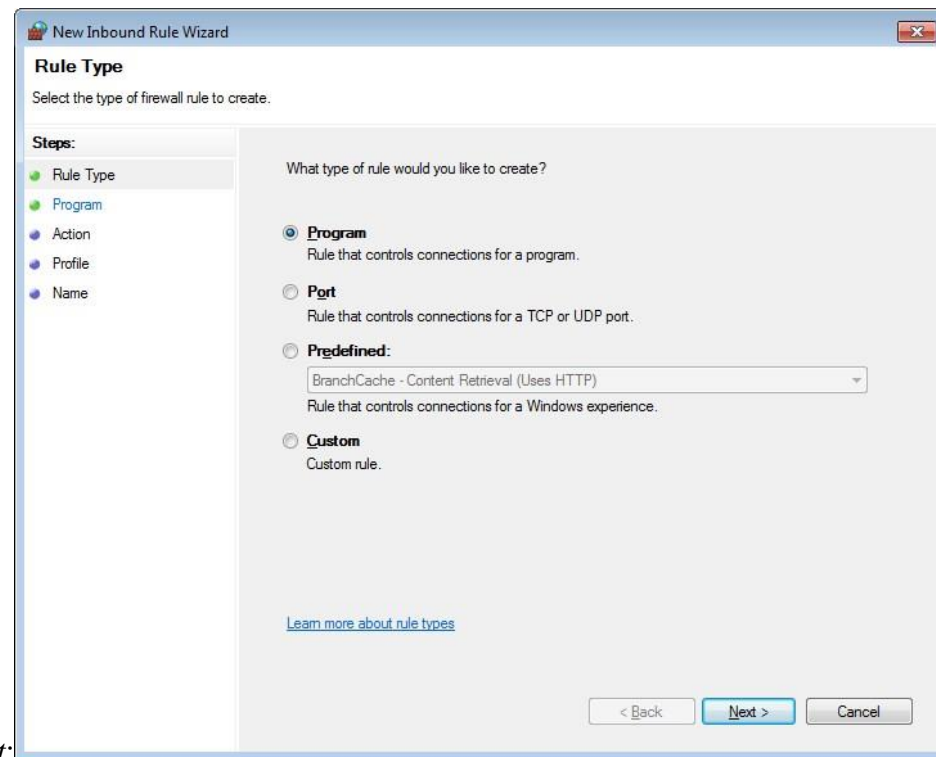 New Inbound Rule Wizard
Rule Type
Select the type of firewall rule to create.
Steps:
Rule Type
Program
Action
Profile
Name
What type of rule would you like to create?
Program
Rule that controls connections for a program.
Port
Rule that controls connections for a TCP or UDP port.
Predefined:
BranchCache - Content Retrieval (Uses HTTP)
Rule that controls connections for a Windows experience.
Custom
Custom rule.
Learn more about rule types
< Back
Next >
Cancel
t: